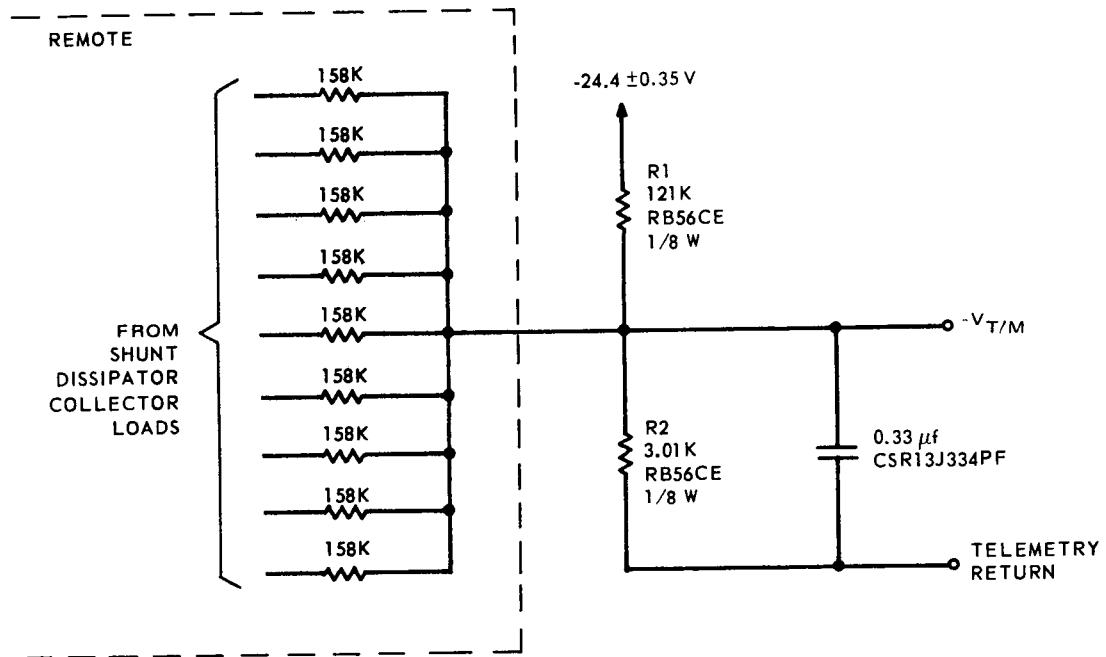 REMOTE
158K
158K
158K
158K
158K
158K
158K
158K
158K
FROM
SHUNT
DISSIPATOR
COLLECTOR
LOADS
-24.4 ±0.35 V
R1
121K
RB56CE
1/8 W
-VT/M
R2
3.01K
RB56CE
1/8 W
0.33 μf
CSR13J334PF
TELEMETRY
RETURN